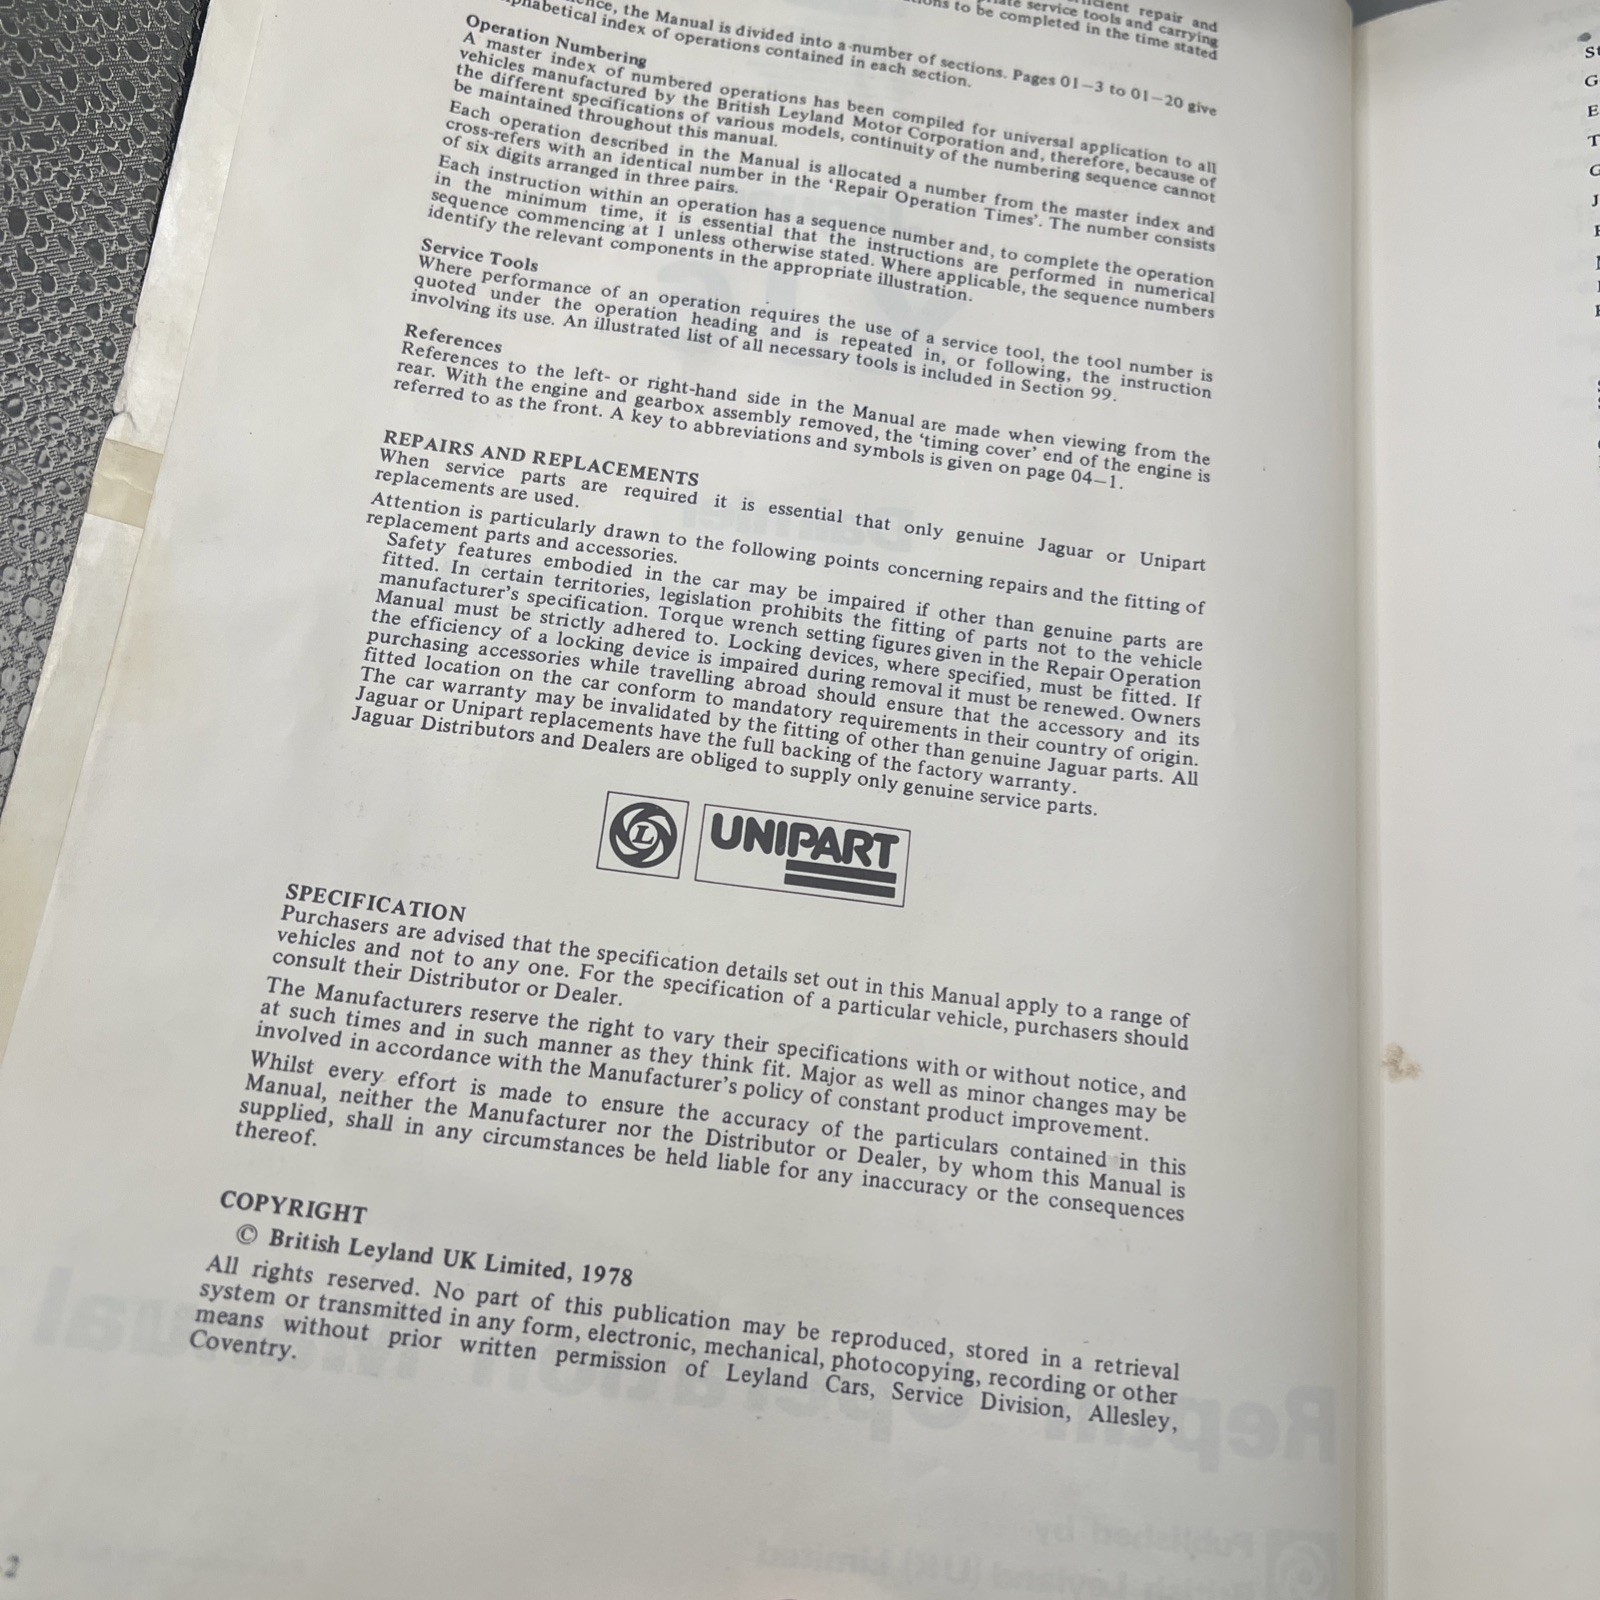 icient repair and
ate service tools and carrying
ons to be completed in the time stated
nce, the Manual is divided into a number of sections. Pages 01–3 to 01–20 give
phabetical index of operations contained in each section.
Operation Numbering
A master index of numbered operations has been compiled for universal application to all
vehicles manufactured by the British Leyland Motor Corporation and, therefore, because of
the different specifications of various models, continuity of the numbering sequence cannot
be maintained throughout this manual.
Each operation described in the Manual is allocated a number from the master index and
cross-refers with an identical number in the 'Repair Operation Times'. The number consists
of six digits arranged in three pairs.
Each instruction within an operation has a sequence number and, to complete the operation
in the minimum time, it is essential that the instructions are performed in numerical
sequence commencing at 1 unless otherwise stated. Where applicable, the sequence numbers
identify the relevant components in the appropriate illustration.
Service Tools
Where performance of an operation requires the use of a service tool, the tool number is
quoted under the operation heading and is repeated in, or following, the instruction
involving its use. An illustrated list of all necessary tools is included in Section 99.
References
References to the left- or right-hand side in the Manual are made when viewing from the
rear. With the engine and gearbox assembly removed, the 'timing cover' end of the engine is
referred to as the front. A key to abbreviations and symbols is given on page 04–1.
REPAIRS AND REPLACEMENTS
When service parts are required it is essential that only genuine Jaguar or Unipart
replacements are used.
Attention is particularly drawn to the following points concerning repairs and the fitting of
replacement parts and accessories.
Safety features embodied in the car may be impaired if other than genuine parts are
fitted. In certain territories, legislation prohibits the fitting of parts not to the vehicle
manufacturer's specification. Torque wrench setting figures given in the Repair Operation
Manual must be strictly adhered to. Locking devices, where specified, must be fitted. If
the efficiency of a locking device is impaired during removal it must be renewed. Owners
purchasing accessories while travelling abroad should ensure that the accessory and its
fitted location on the car conform to mandatory requirements in their country of origin.
The car warranty may be invalidated by the fitting of other than genuine Jaguar parts. All
Jaguar or Unipart replacements have the full backing of the factory warranty.
Jaguar Distributors and Dealers are obliged to supply only genuine service parts.
L UNIPART
SPECIFICATION
Purchasers are advised that the specification details set out in this Manual apply to a range of
vehicles and not to any one. For the specification of a particular vehicle, purchasers should
consult their Distributor or Dealer.
The Manufacturers reserve the right to vary their specifications with or without notice, and
at such times and in such manner as they think fit. Major as well as minor changes may be
involved in accordance with the Manufacturer's policy of constant product improvement.
Whilst every effort is made to ensure the accuracy of the particulars contained in this
Manual, neither the Manufacturer nor the Distributor or Dealer, by whom this Manual is
supplied, shall in any circumstances be held liable for any inaccuracy or the consequences
thereof.
COPYRIGHT
© British Leyland UK Limited, 1978
All rights reserved. No part of this publication may be reproduced, stored in a retrieval
system or transmitted in any form, electronic, mechanical, photocopying, recording or other
means without prior written permission of Leyland Cars, Service Division, Allesley,
Coventry.
2